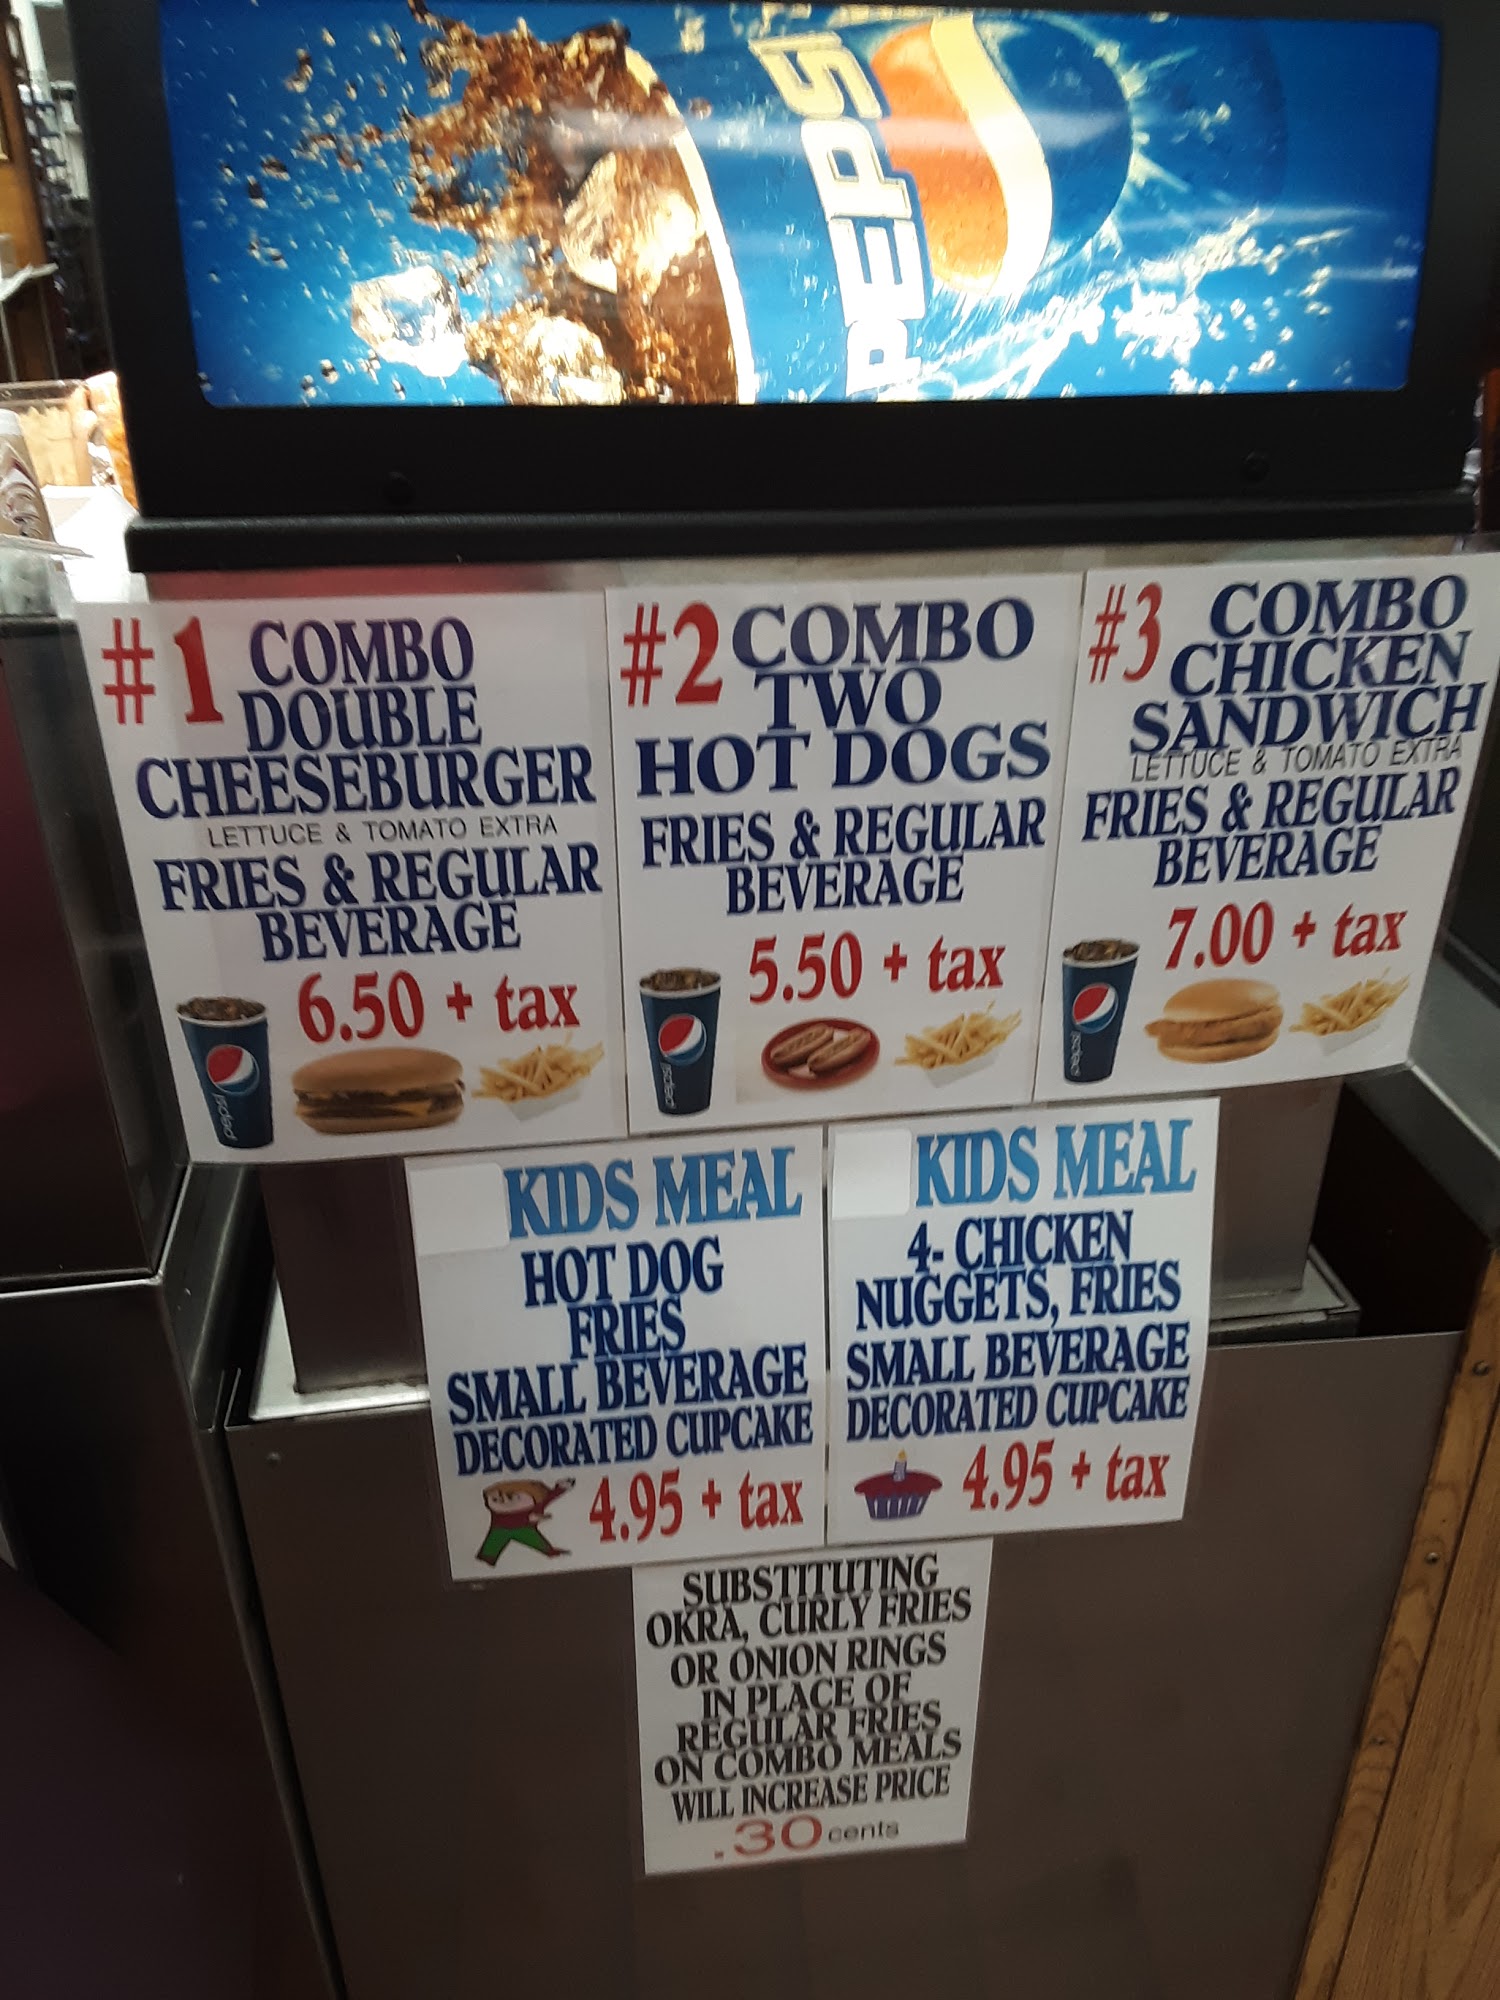 PEPSI
#1 COMBO
DOUBLE
CHEESEBURGER
LETTUCE & TOMATO EXTRA
FRIES & REGULAR
BEVERAGE
6.50 + tax
pepsi
#2 COMBO
TWO
HOT DOGS
FRIES & REGULAR
BEVERAGE
5.50 + tax
pepsi
#3 COMBO
CHICKEN
SANDWICH
LETTUCE & TOMATO EXTRA
FRIES & REGULAR
BEVERAGE
7.00 + tax
pepsi
KIDS MEAL
HOT DOG
FRIES
SMALL BEVERAGE
DECORATED CUPCAKE
4.95 + tax
KIDS MEAL
4- CHICKEN
NUGGETS, FRIES
SMALL BEVERAGE
DECORATED CUPCAKE
4.95 + tax
SUBSTITUTING
OKRA, CURLY FRIES
OR ONION RINGS
IN PLACE OF
REGULAR FRIES
ON COMBO MEALS
WILL INCREASE PRICE
.30 cents